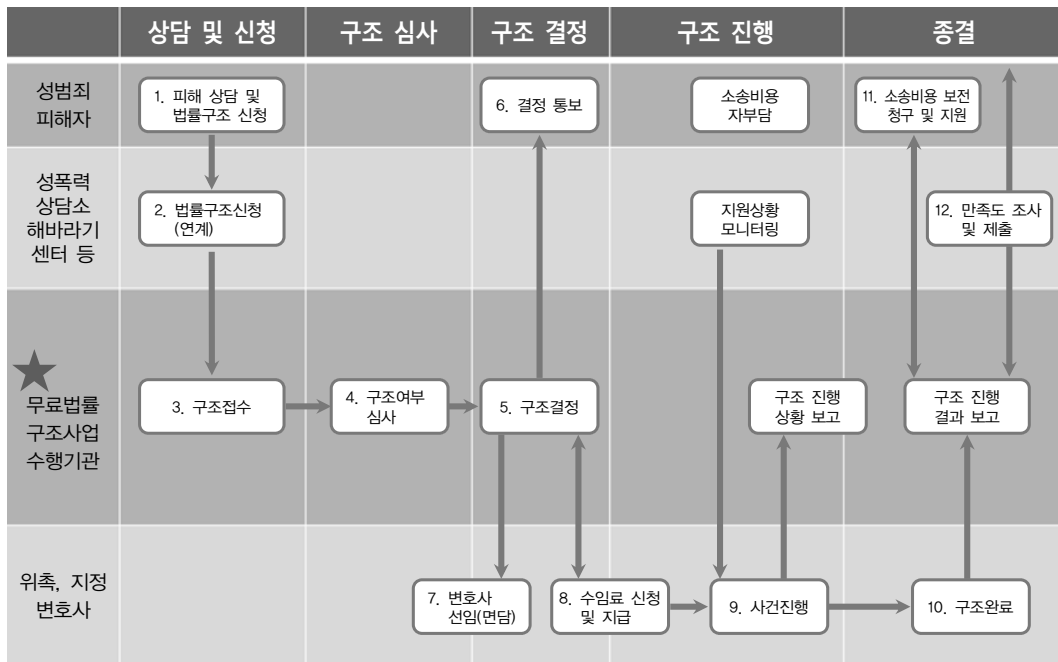 상담 및 신청
구조 심사
구조 결정
구조 진행
종결
성범죄
피해자
1. 피해 상담 및
법률구조 신청
6. 결정 통보
소송비용
자부담
11. 소송비용 보전
청구 및 지원
성폭력
상담소
해바라기
센터 등
2. 법률구조신청
(연계)
지원상황
모니터링
12. 만족도 조사
및 제출
무료법률
구조사업
수행기관
3. 구조접수
4. 구조여부
심사
5. 구조결정
구조 진행
상황 보고
구조 진행
결과 보고
위촉, 지정
변호사
7. 변호사
선임(면담)
8. 수임료 신청
및 지급
9. 사건진행
10. 구조완료